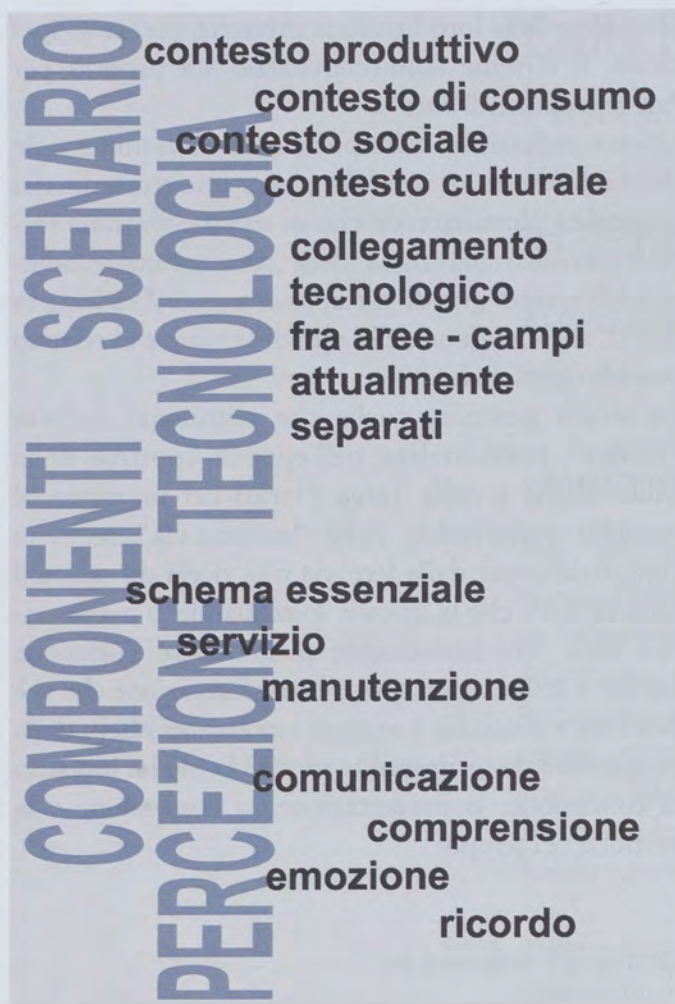 SCENARIO
contesto produttivo
contesto di consumo
contesto sociale
contesto culturale
TECNOLOGIA
collegamento
tecnologico
fra aree - campi
attualmente
separati
COMPONENTI
schema essenziale
servizio
manutenzione
PERCEZIONE
comunicazione
comprensione
emozione
ricordo